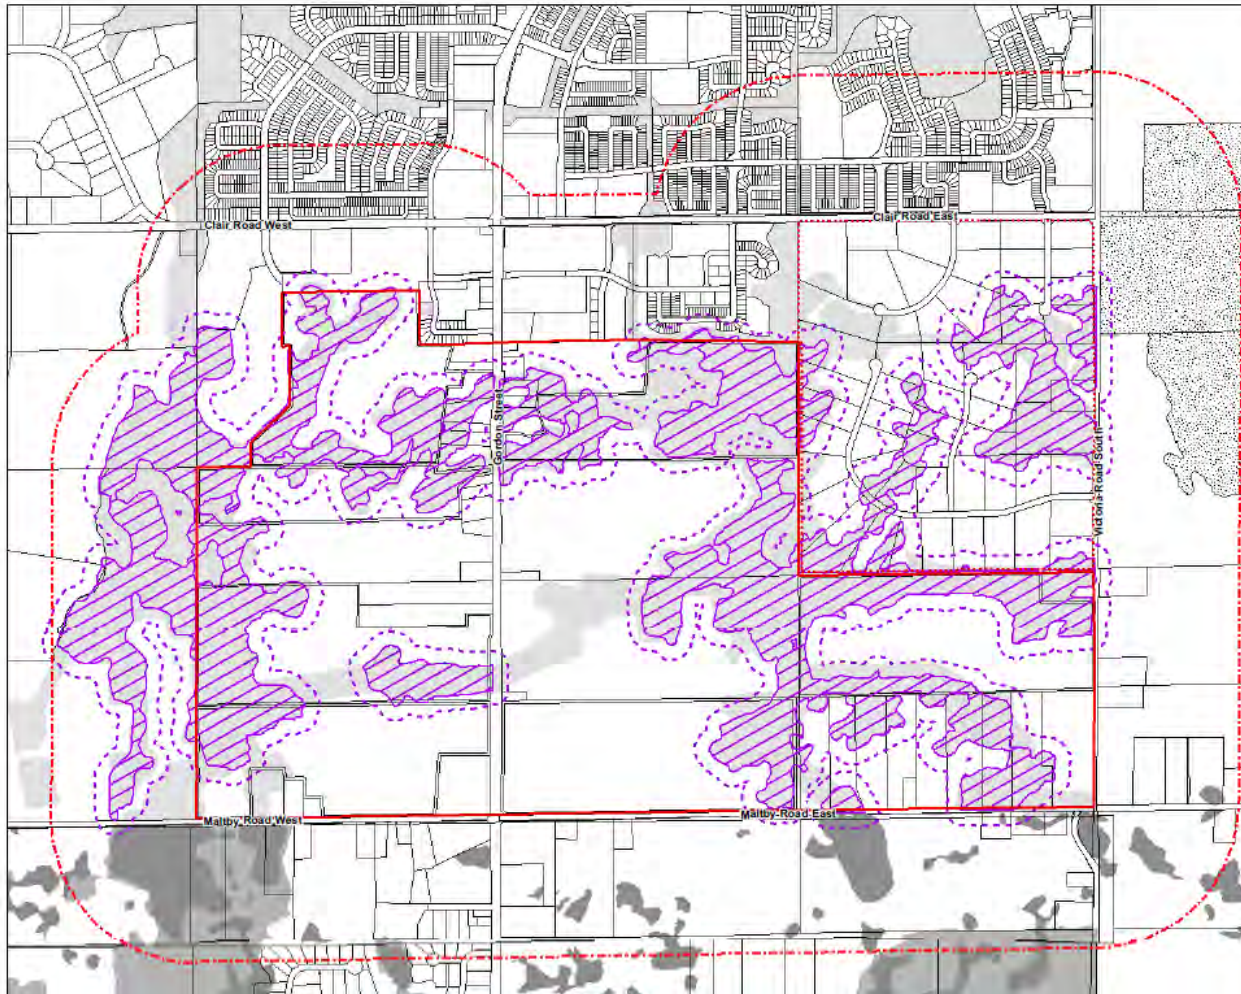 Clair Road West
Clair Road East
Gordon Street
Victoria Road South
Maltby Road West
Maltby Road East